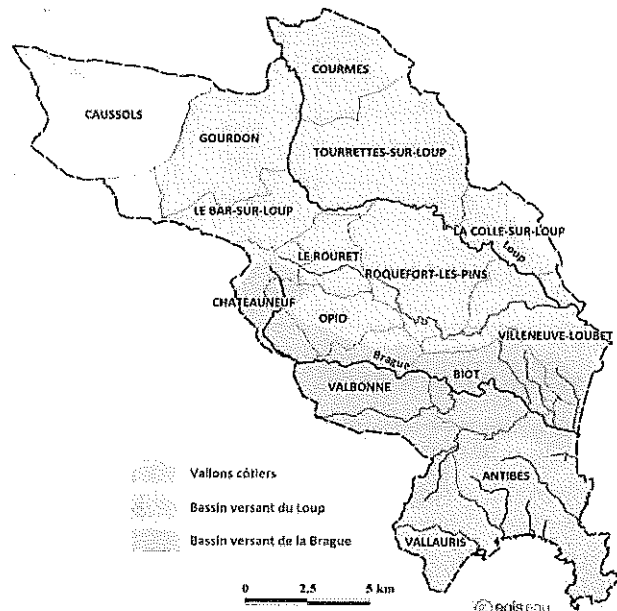 COURMES
CAUSSOLS
GOURDON
TOURRETTES-SUR-LOUP
LE BAR-SUR-LOUP
LA COLLE-SUR-LOUP
Loup
LE ROURET
ROQUEFORT-LES-PINS
CHATEAUNEUF
OPIO
VILLENEUVE-LOUBET
Brague
BIOT
VALBONNE
Vallons côtiers
ANTIBES
Bassin versant du Loup
Bassin versant de la Brague
VALLAURIS
0 2.5 5 km
egis eau